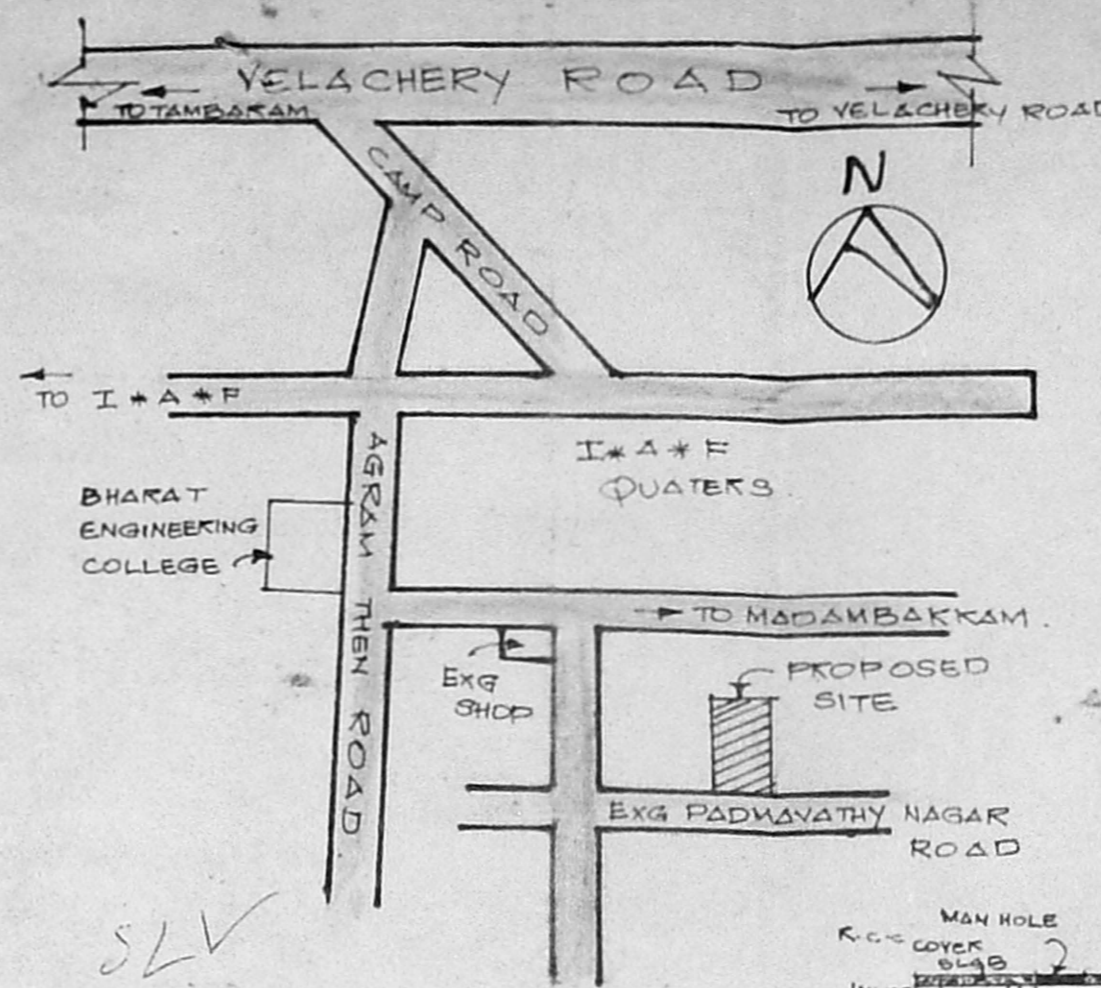 VELACHERY ROAD
TO TAMBARAM
TO VELACHERY ROAD
N
CAMP ROAD
TO I * A * F
I * A * F
QUATERS
AGRAM THEN ROAD
BHARAT
ENGINEERING
COLLEGE
TO MADAMBAKKAM.
EXG
SHOP
PROPOSED
SITE
EXG PADMAVATHY NAGAR
ROAD
SLV
MAN HOLE
R.C.C COVER
SLAB